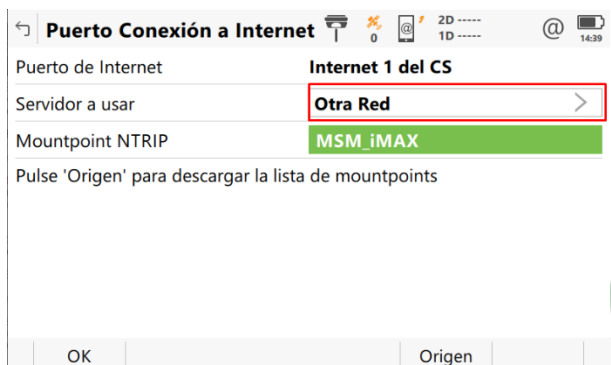 Puerto Conexión a Internet 0 @ 2D ----- 1D ----- @ 14:39
Puerto de Internet Internet 1 del CS
Servidor a usar Otra Red
Mountpoint NTRIP MSM_iMAX
Pulse 'Origen' para descargar la lista de mountpoints
OK Origen